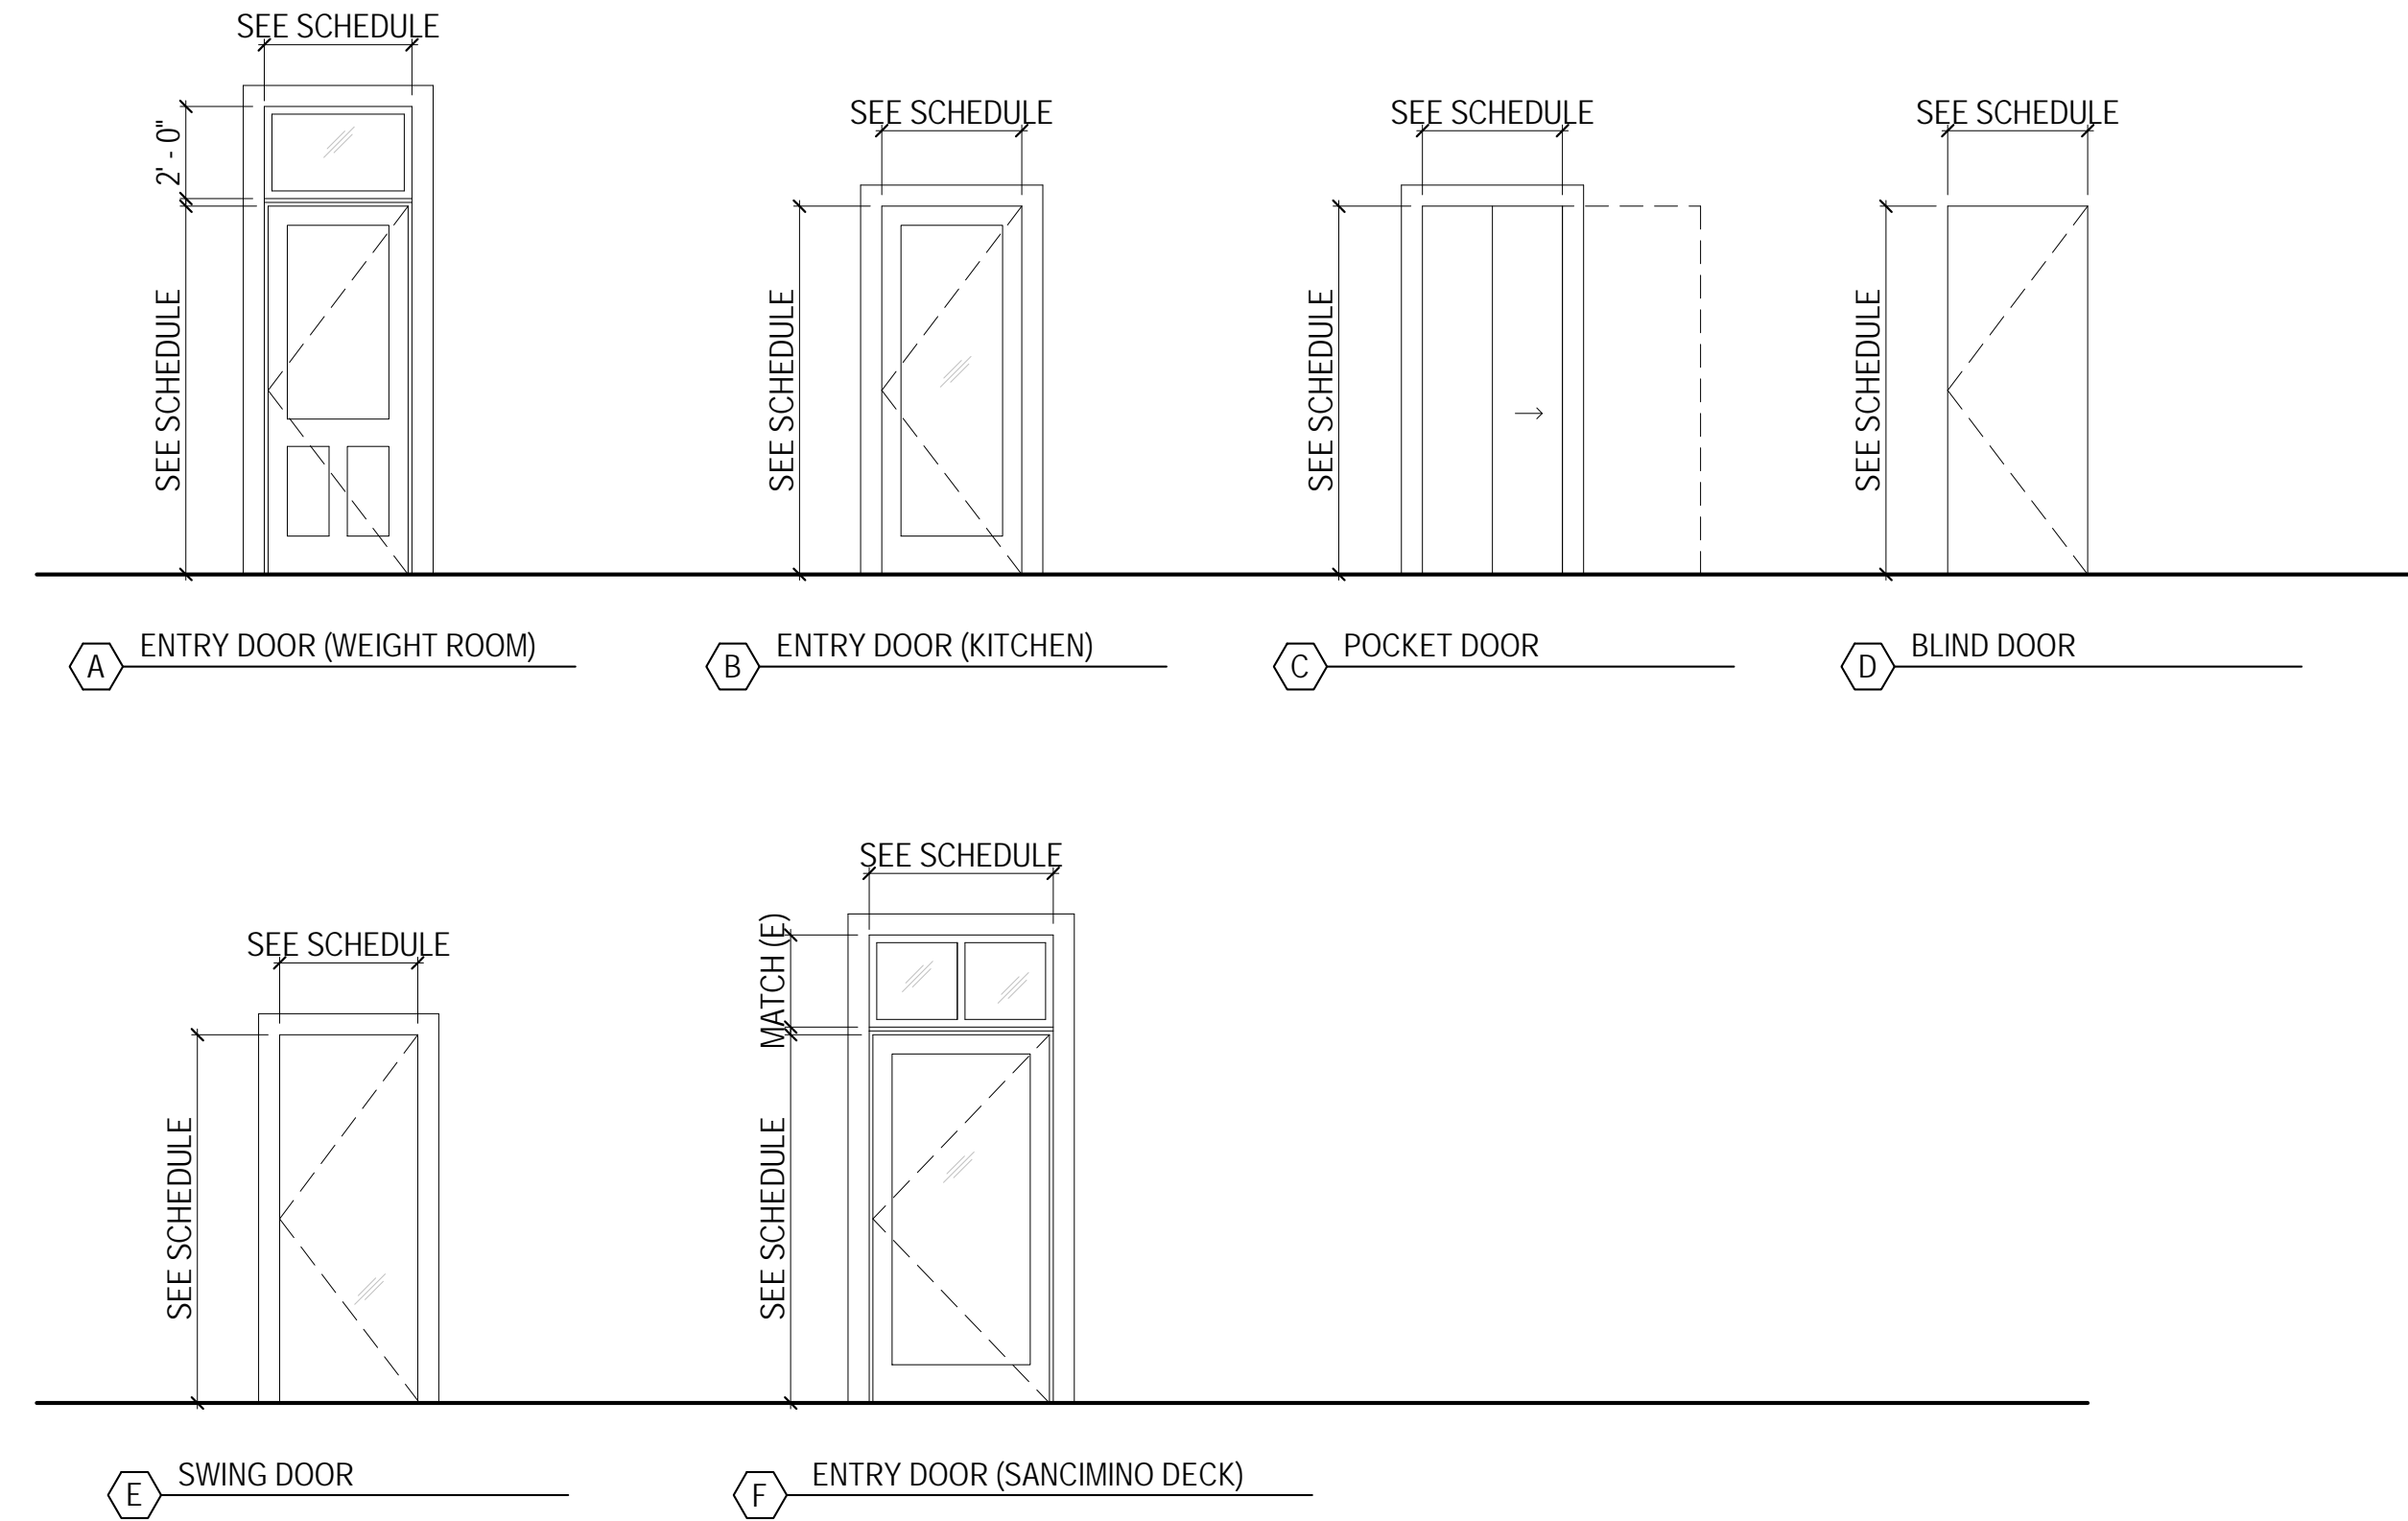 SEE SCHEDULE
2' - 0"
SEE SCHEDULE
A
ENTRY DOOR (WEIGHT ROOM)
SEE SCHEDULE
SEE SCHEDULE
B
ENTRY DOOR (KITCHEN)
SEE SCHEDULE
SEE SCHEDULE
C
POCKET DOOR
SEE SCHEDULE
SEE SCHEDULE
D
BLIND DOOR
SEE SCHEDULE
SEE SCHEDULE
E
SWING DOOR
SEE SCHEDULE
MATCH (E)
SEE SCHEDULE
F
ENTRY DOOR (SANCIMINO DECK)